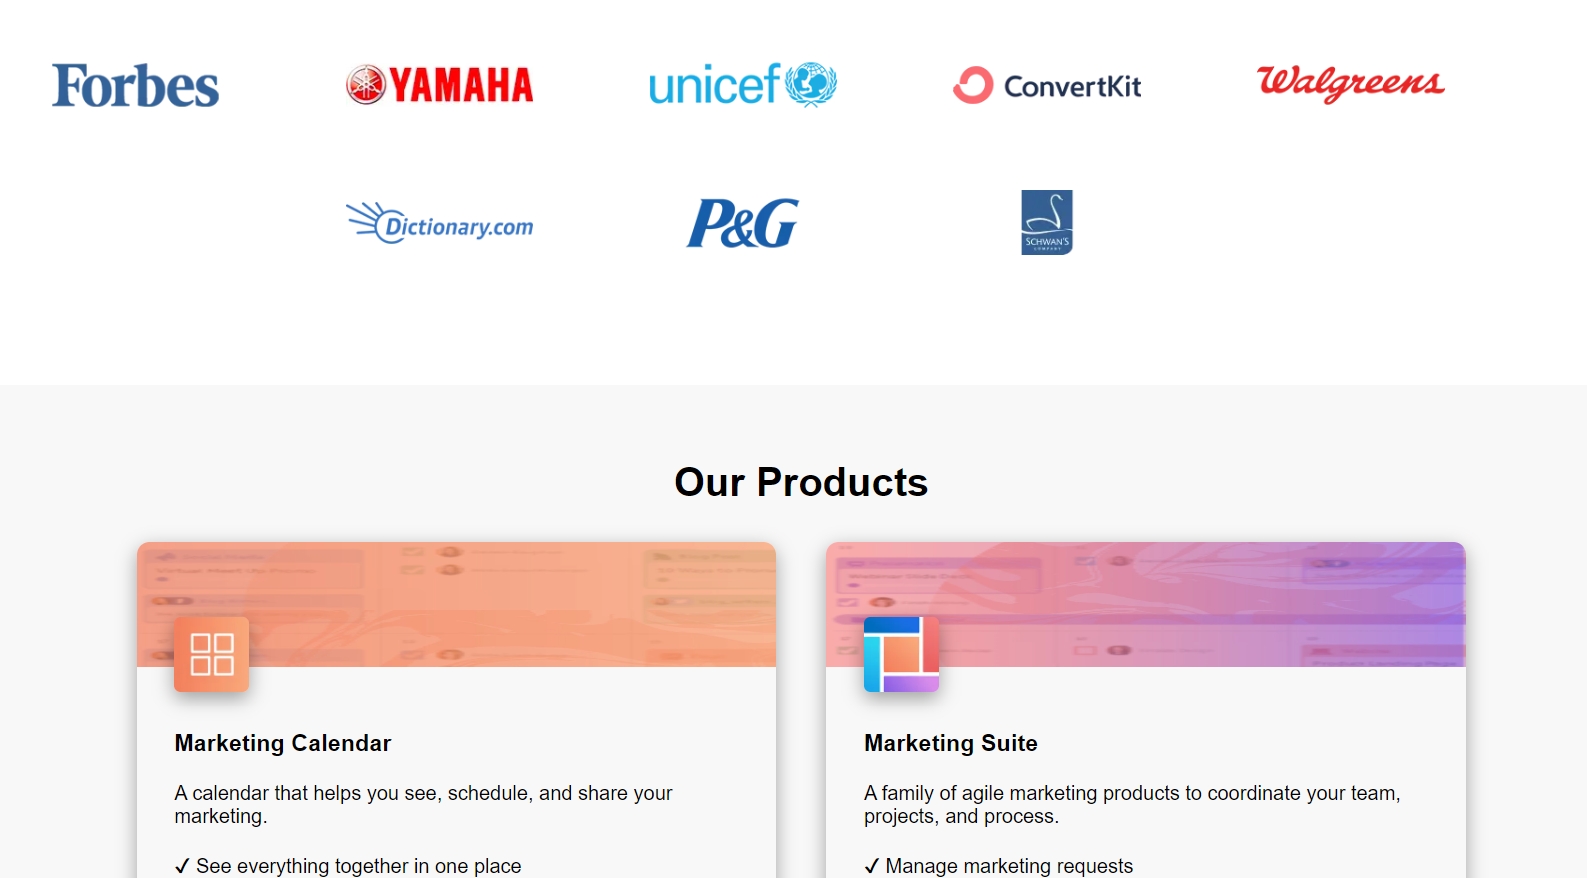 Forbes
YAMAHA
unicef
ConvertKit
Walgreens
Dictionary.com
P&G
SCHWAN'S
COMPANY
Our Products
Marketing Calendar
A calendar that helps you see, schedule, and share your
marketing.
✓ See everything together in one place
Marketing Suite
A family of agile marketing products to coordinate your team,
projects, and process.
✓ Manage marketing requests